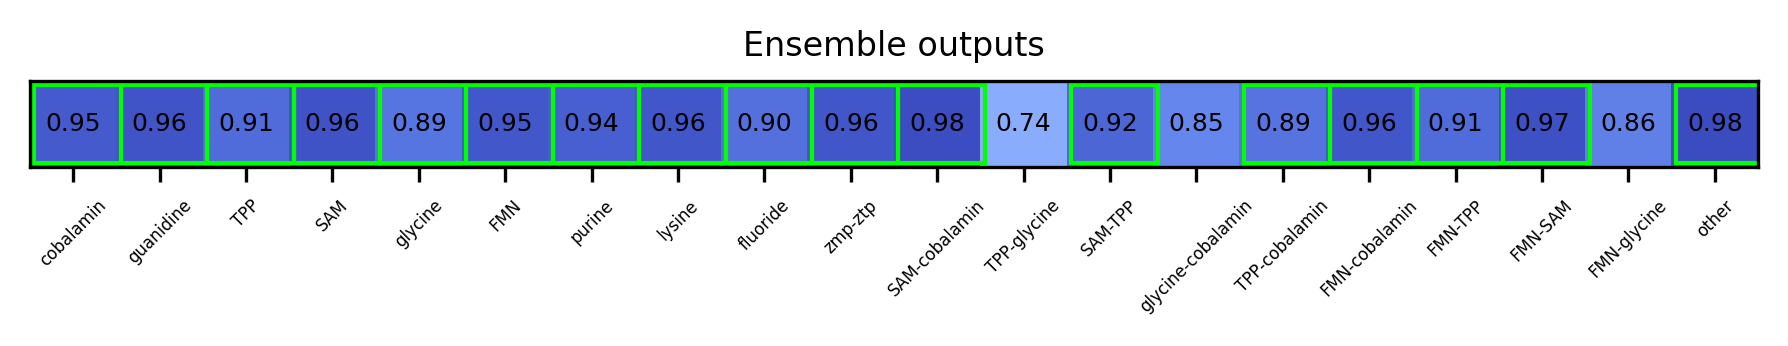 Ensemble outputs
0.95 0.96 0.91 0.96 0.89 0.95 0.94 0.96 0.90 0.96 0.98 0.74 0.92 0.85 0.89 0.96 0.91 0.97 0.86 0.98
cobalamin guanidine TPP SAM glycine FMN purine lysine fluoride zmp-ztp SAM-cobalamin TPP-glycine SAM-TPP glycine-cobalamin TPP-cobalamin FMN-cobalamin FMN-TPP FMN-SAM FMN-glycine other